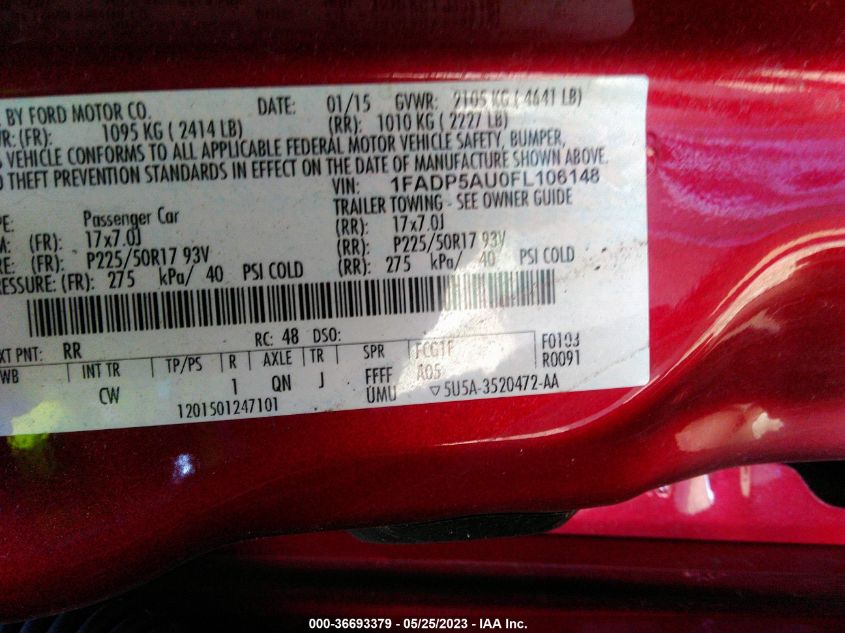 BY FORD MOTOR CO. DATE: 01/15 GVWR: 2105 KG ( 4641 LB)
(FR): 1095 KG ( 2414 LB) (RR): 1010 KG ( 2227 LB)
VEHICLE CONFORMS TO ALL APPLICABLE FEDERAL MOTOR VEHICLE SAFETY, BUMPER,
THEFT PREVENTION STANDARDS IN EFFECT ON THE DATE OF MANUFACTURE SHOWN ABOVE.
VIN: 1FADP5AU0FL106148
TRAILER TOWING - SEE OWNER GUIDE
Passenger Car
(FR): 17x7.0J (RR): 17x7.0J
(FR): P225/50R17 93V (RR): P225/50R17 93V
(FR): 275 kPa/ 40 PSI COLD (RR): 275 kPa/ 40 PSI COLD
PNT: RR RC: 48 DSO: F0103
WB INT TR TP/PS R AXLE TR SPR R0091
CW 1 QN J FFFF A05
1201501247101 UMU ▽5U5A-3520472-AA
000-36693379 - 05/25/2023 - IAA Inc.